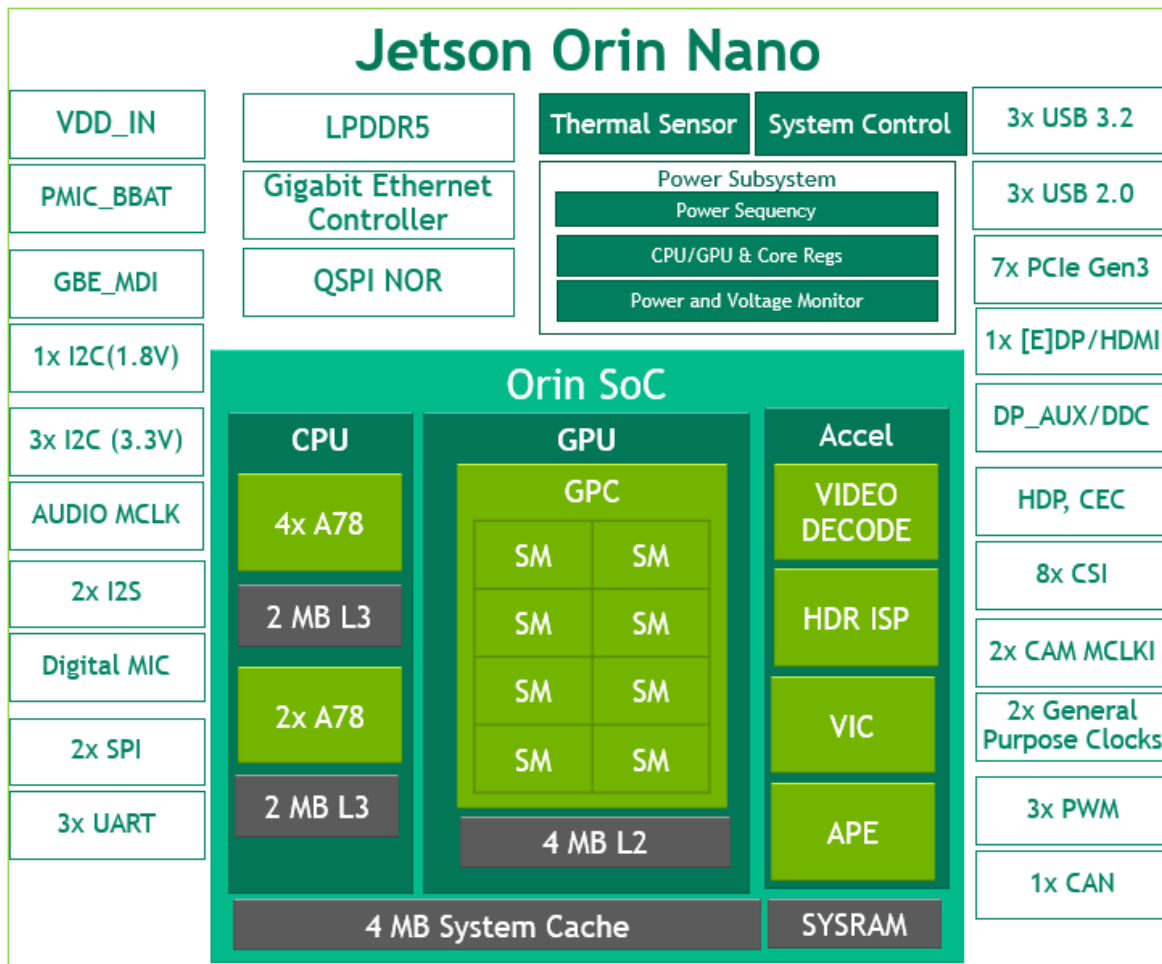 Jetson Orin Nano
VDD_IN
PMIC_BBAT
GBE_MDI
1x I2C(1.8V)
3x I2C (3.3V)
AUDIO MCLK
2x I2S
Digital MIC
2x SPI
3x UART
LPDDR5
Gigabit Ethernet
Controller
QSPI NOR
Thermal Sensor
System Control
Power Subsystem
Power Sequency
CPU/GPU & Core Regs
Power and Voltage Monitor
Orin SoC
CPU
4x A78
2 MB L3
2x A78
2 MB L3
GPU
GPC
SM SM
SM SM
SM SM
SM SM
4 MB L2
Accel
VIDEO
DECODE
HDR ISP
VIC
APE
4 MB System Cache
SYSRAM
3x USB 3.2
3x USB 2.0
7x PCIe Gen3
1x [E]DP/HDMI
DP_AUX/DDC
HDP, CEC
8x CSI
2x CAM MCLKI
2x General
Purpose Clocks
3x PWM
1x CAN